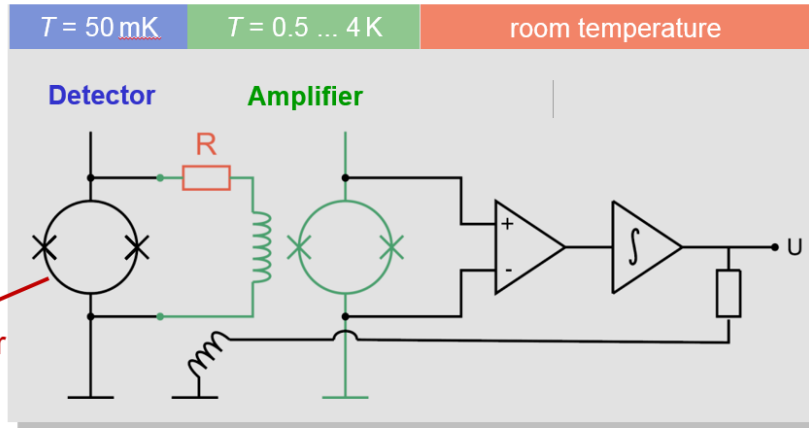 T = 50 mK
T = 0.5 ... 4 K
room temperature
Detector
Amplifier
R
+
-
∫
U
r